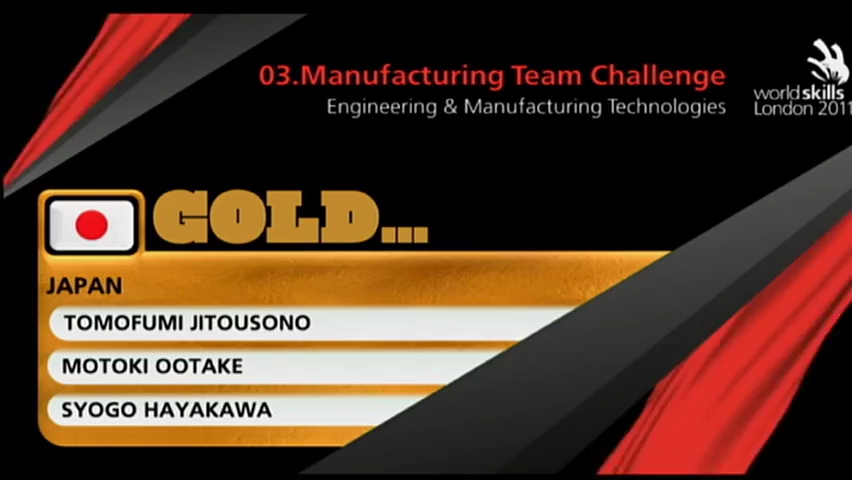 03.Manufacturing Team Challenge
Engineering & Manufacturing Technologies
worldskills
London 2011
GOLD...
JAPAN
TOMOFUMI JITOUSONO
MOTOKI OOTAKE
SYOGO HAYAKAWA